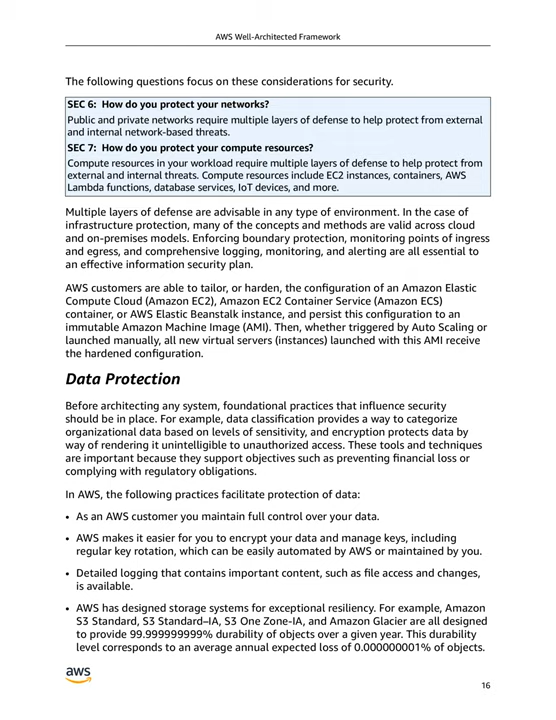 AWS Well-Architected Framework
The following questions focus on these considerations for security.
SEC 6: How do you protect your networks?
Public and private networks require multiple layers of defense to help protect from external
and internal network-based threats.
SEC 7: How do you protect your compute resources?
Compute resources in your workload require multiple layers of defense to help protect from
external and internal threats. Compute resources include EC2 instances, containers, AWS
Lambda functions, database services, IoT devices, and more.
Multiple layers of defense are advisable in any type of environment. In the case of
infrastructure protection, many of the concepts and methods are valid across cloud
and on-premises models. Enforcing boundary protection, monitoring points of ingress
and egress, and comprehensive logging, monitoring, and alerting are all essential to
an effective information security plan.
AWS customers are able to tailor, or harden, the configuration of an Amazon Elastic
Compute Cloud (Amazon EC2), Amazon EC2 Container Service (Amazon ECS)
container, or AWS Elastic Beanstalk instance, and persist this configuration to an
immutable Amazon Machine Image (AMI). Then, whether triggered by Auto Scaling or
launched manually, all new virtual servers (instances) launched with this AMI receive
the hardened configuration.
Data Protection
Before architecting any system, foundational practices that influence security
should be in place. For example, data classification provides a way to categorize
organizational data based on levels of sensitivity, and encryption protects data by
way of rendering it unintelligible to unauthorized access. These tools and techniques
are important because they support objectives such as preventing financial loss or
complying with regulatory obligations.
In AWS, the following practices facilitate protection of data:
• As an AWS customer you maintain full control over your data.
• AWS makes it easier for you to encrypt your data and manage keys, including
regular key rotation, which can be easily automated by AWS or maintained by you.
• Detailed logging that contains important content, such as file access and changes,
is available.
• AWS has designed storage systems for exceptional resiliency. For example, Amazon
S3 Standard, S3 Standard–IA, S3 One Zone-IA, and Amazon Glacier are all designed
to provide 99.999999999% durability of objects over a given year. This durability
level corresponds to an average annual expected loss of 0.000000001% of objects.
aws
16